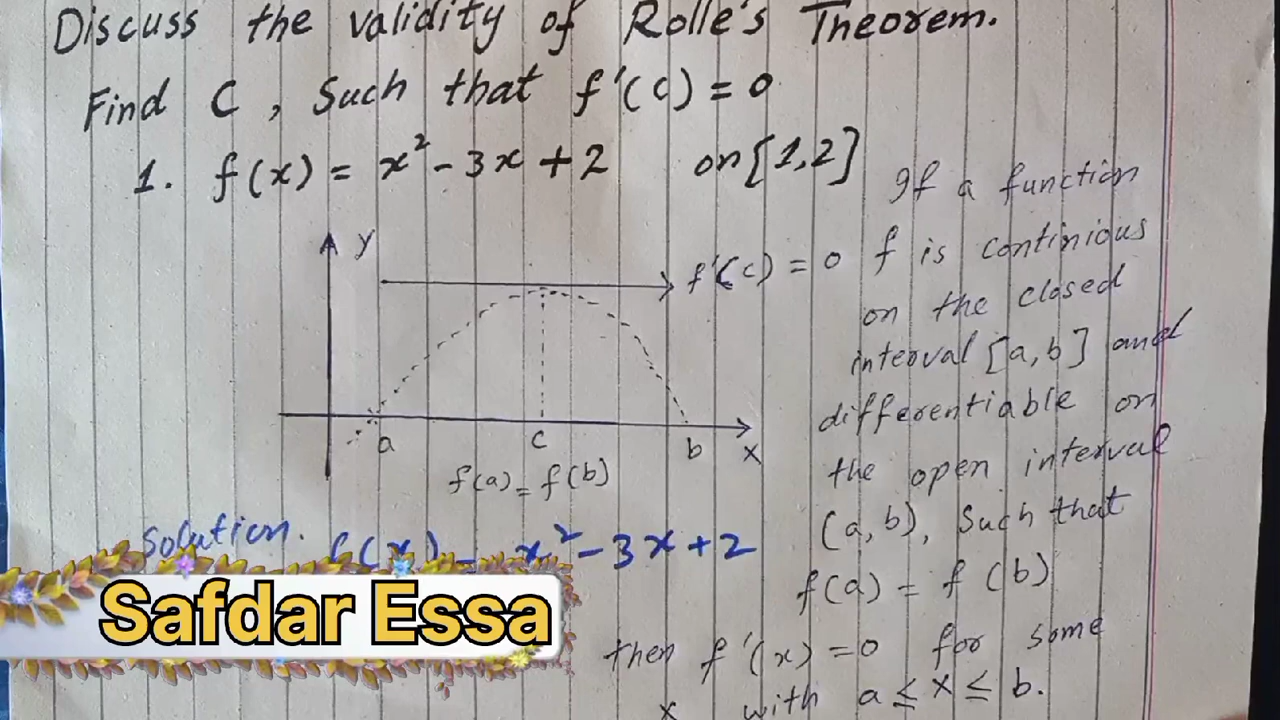 Discuss the validity of Rolle's Theorem.
Find C, Such that f'(c) = 0
1. f(x) = x² - 3x + 2 on [1,2]
y
f'(c) = 0
a c b x
f(a) = f(b)
If a function
f is continious
on the closed
interval [a,b] and
differentiable on
the open interval
(a,b), Such that
f(a) = f(b)
then f'(x) = 0 for some
x with a ≤ x ≤ b.
Solution. f(x) = x² - 3x + 2
Safdar Essa